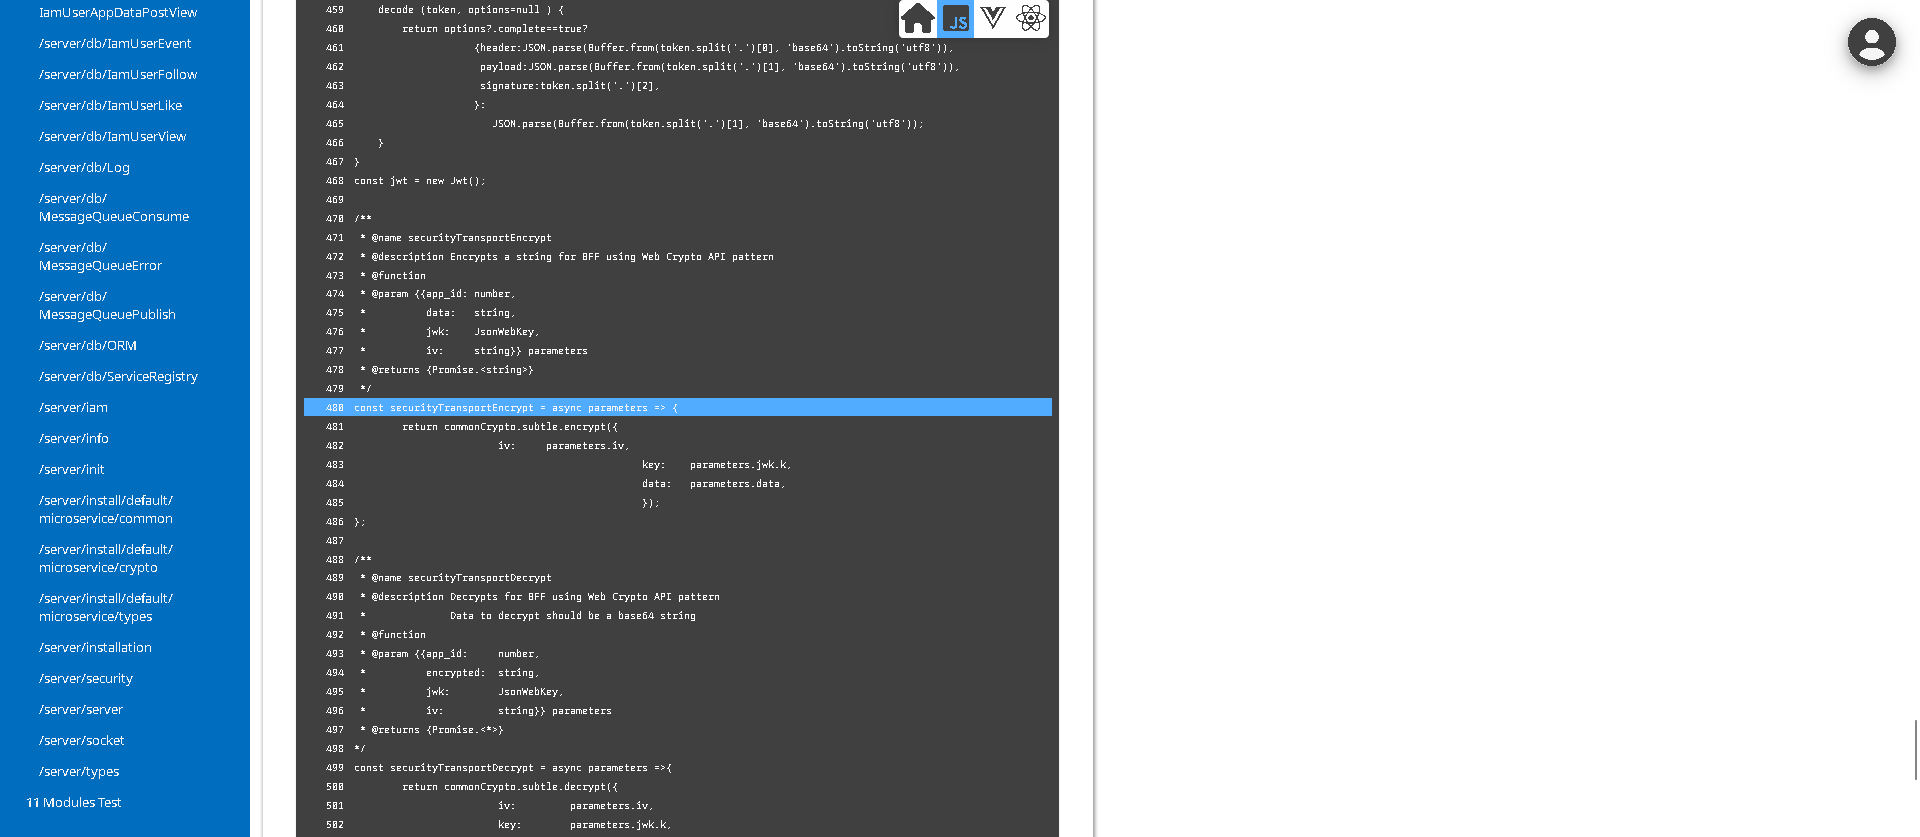 IamUserAppDataPostView
/server/db/IamUserEvent
/server/db/IamUserFollow
/server/db/IamUserLike
/server/db/IamUserView
/server/db/Log
/server/db/
MessageQueueConsume
/server/db/
MessageQueueError
/server/db/
MessageQueuePublish
/server/db/ORM
/server/db/ServiceRegistry
/server/iam
/server/info
/server/init
/server/install/default/
microservice/common
/server/install/default/
microservice/crypto
/server/install/default/
microservice/types
/server/installation
/server/security
/server/server
/server/socket
/server/types
11 Modules Test
JS
459     decode (token, options=null ) {
460         return options?.complete==true?
461                     {header:JSON.parse(Buffer.from(token.split('.')[0], 'base64').toString('utf8')),
462                      payload:JSON.parse(Buffer.from(token.split('.')[1], 'base64').toString('utf8')),
463                      signature:token.split('.')[2],
464                     }:
465                        JSON.parse(Buffer.from(token.split('.')[1], 'base64').toString('utf8'));
466     }
467 }
468 const jwt = new Jwt();
469
470 /**
471  * @name securityTransportEncrypt
472  * @description Encrypts a string for BFF using Web Crypto API pattern
473  * @function
474  * @param {{app_id: number,
475  *          data:   string,
476  *          jwk:    JsonWebKey,
477  *          iv:     string}} parameters
478  * @returns {Promise.<string>}
479  */
480 const securityTransportEncrypt = async parameters => {
481         return commonCrypto.subtle.encrypt({
482                         iv:     parameters.iv,
483                                                 key:    parameters.jwk.k,
484                                                 data:   parameters.data,
485                                                 });
486 };
487
488 /**
489  * @name securityTransportDecrypt
490  * @description Decrypts for BFF using Web Crypto API pattern
491  *              Data to decrypt should be a base64 string
492  * @function
493  * @param {{app_id:     number,
494  *          encrypted:  string,
495  *          jwk:        JsonWebKey,
496  *          iv:         string}} parameters
497  * @returns {Promise.<*>}
498 */
499 const securityTransportDecrypt = async parameters =>{
500         return commonCrypto.subtle.decrypt({
501                         iv:         parameters.iv,
502                         key:        parameters.jwk.k,